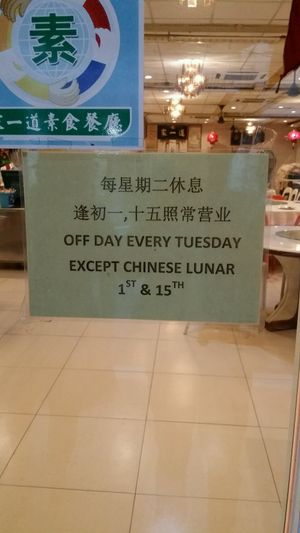 素
一道素食餐廳
每星期二休息
逢初一,十五照常营业
OFF DAY EVERY TUESDAY
EXCEPT CHINESE LUNAR
1ST & 15TH